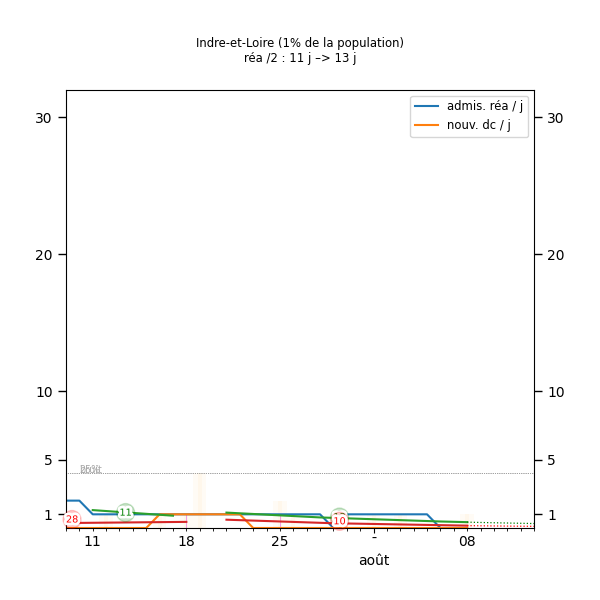 Indre-et-Loire (1% de la population)
réa /2 : 11 j –> 13 j
admis. réa / j
nouv. dc / j
30 30
20 20
10 10
5 5
1 1
28 11 10
11 18 25 - 08
août